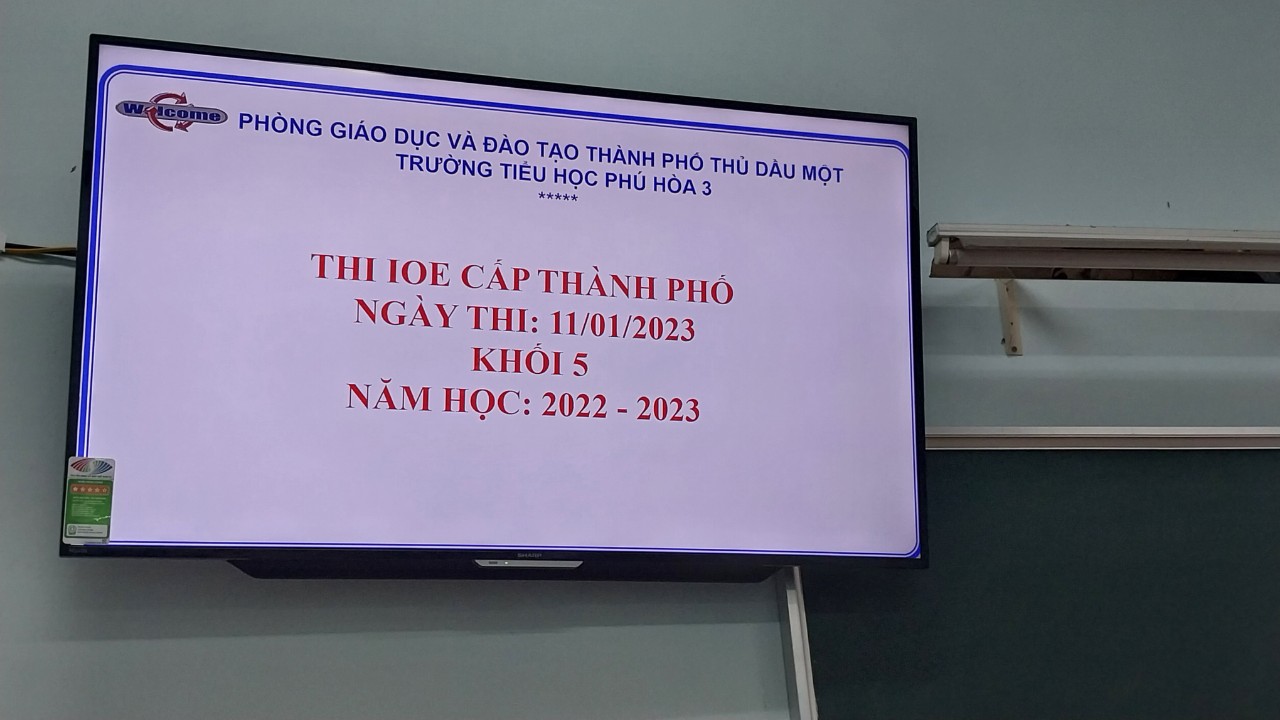 Welcome
PHÒNG GIÁO DỤC VÀ ĐÀO TẠO THÀNH PHỐ THỦ DẦU MỘT
TRƯỜNG TIỂU HỌC PHÚ HÒA 3
*****
THI IOE CẤP THÀNH PHỐ
NGÀY THI: 11/01/2023
KHỐI 5
NĂM HỌC: 2022 - 2023
SHARP